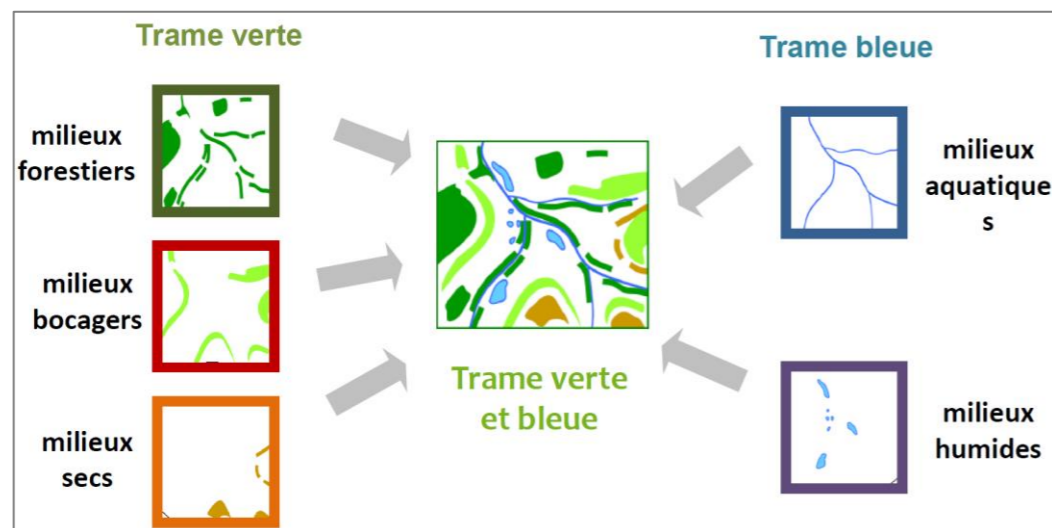 Trame verte
milieux
forestiers
milieux
bocagers
milieux
secs
Trame verte
et bleue
Trame bleue
milieux
aquatique
s
milieux
humides